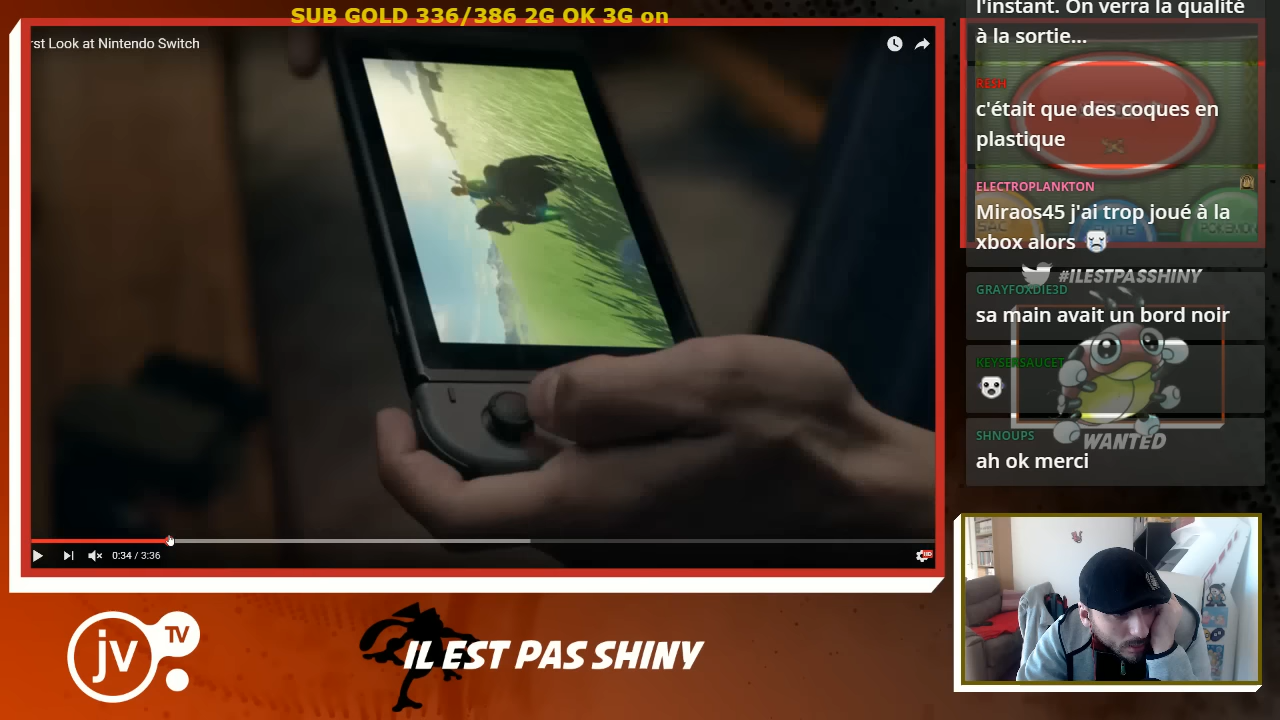 SUB GOLD 336/386 2G OK 3G on
rst Look at Nintendo Switch
0:34 / 3:36
HD
l'instant. On verra la qualité
à la sortie...
RESH
c'était que des coques en
plastique
ELECTROPLANKTON
Miraos45 j'ai trop joué à la
xbox alors
#ILESTPASSHINY
GRAYFOXDIE3D
sa main avait un bord noir
KEYSERSAUCET
SHNOUPS
WANTED
ah ok merci
jv TV
IL EST PAS SHINY